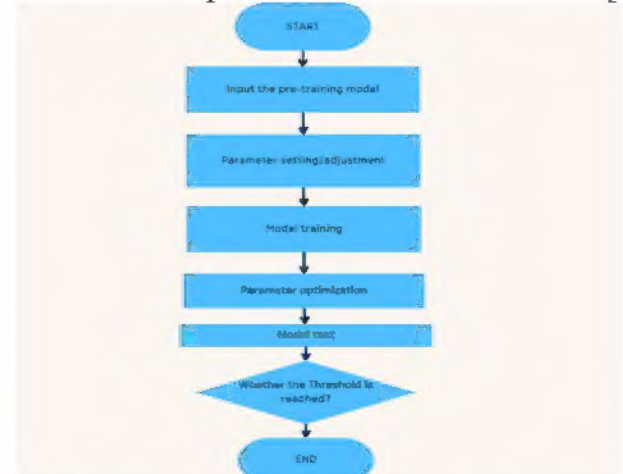 START
Input the pre-training model
Parameter setting/adjustment
Model training
Parameter optimization
Model test
Whether the Threshold is
reached?
END